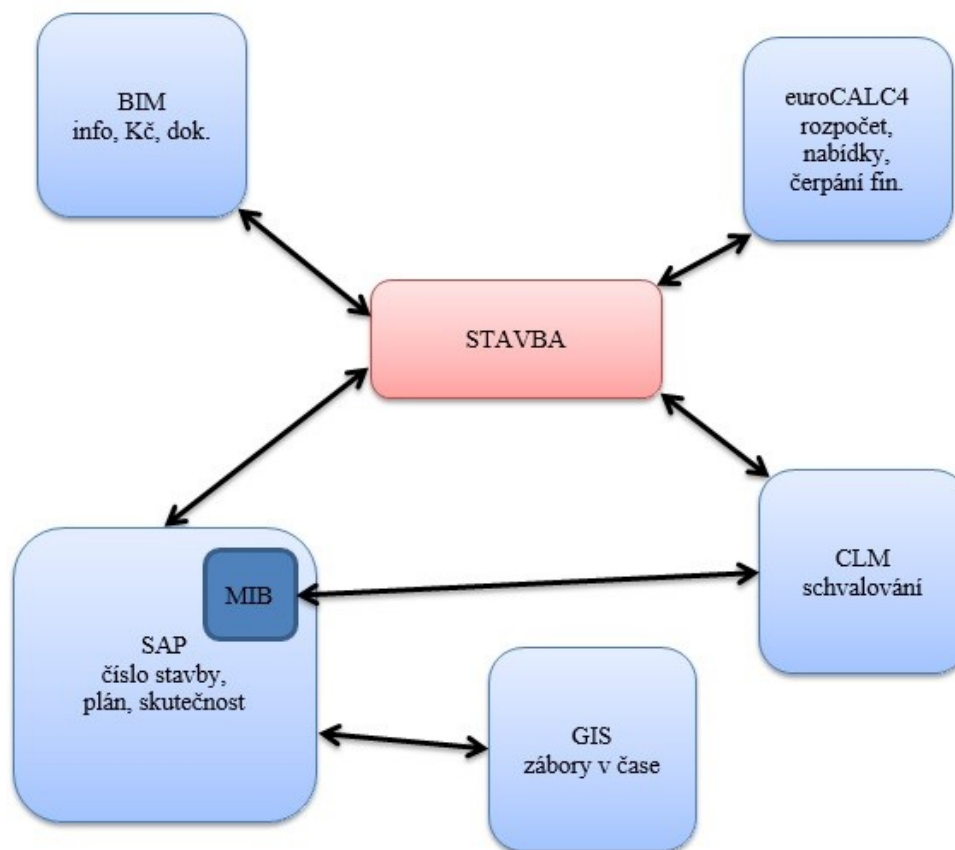 BIM
info, Kč, dok.
euroCALC4
rozpočet,
nabídky,
čerpání fin.
STAVBA
MIB
SAP
číslo stavby,
plán, skutečnost
CLM
schvalování
GIS
zábory v čase